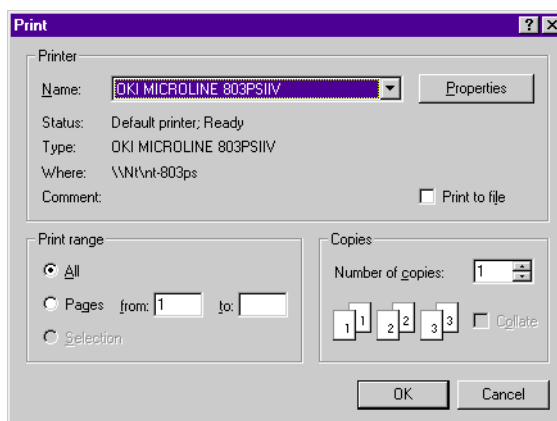 Print
Printer
Name: OKI MICROLINE 803PSIIV Properties
Status: Default printer; Ready
Type: OKI MICROLINE 803PSIIV
Where: \\Nt\nt-803ps
Comment: Print to file
Print range
All
Pages from: 1 to:
Selection
Copies
Number of copies: 1
1 1 2 2 3 3 Collate
OK Cancel